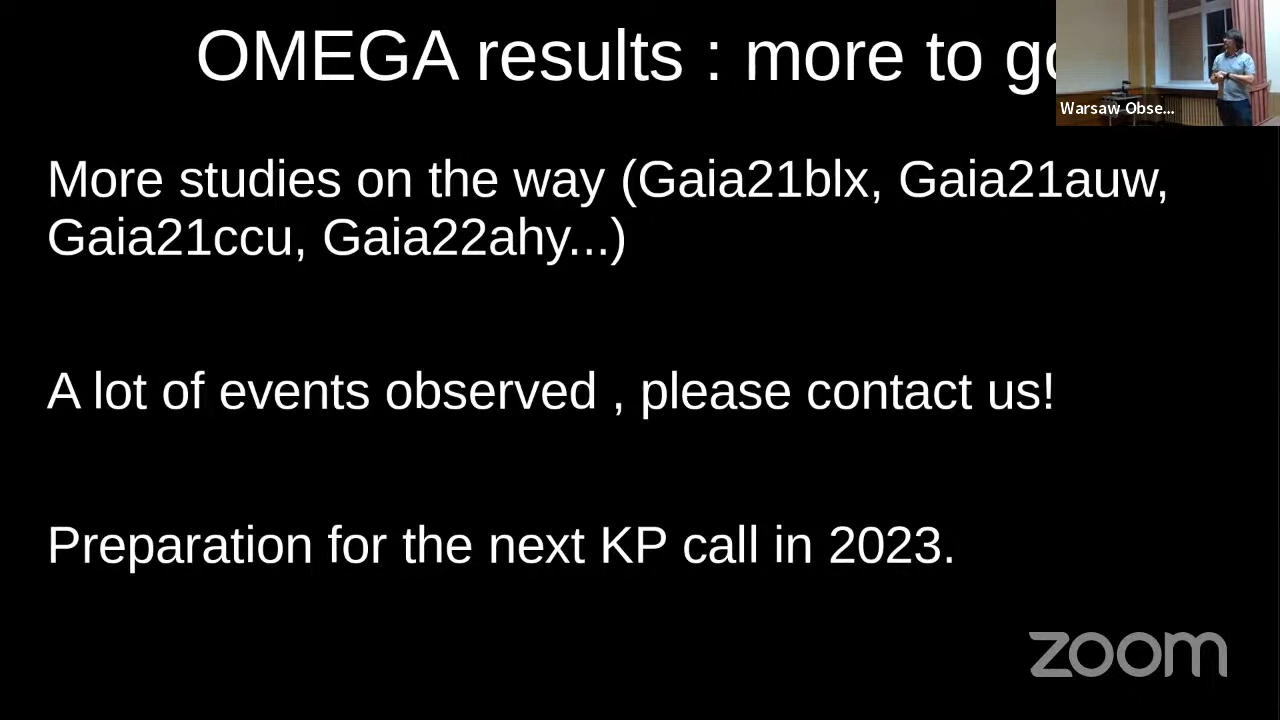 OMEGA results : more to go
Warsaw Obse...
More studies on the way (Gaia21blx, Gaia21auw,
Gaia21ccu, Gaia22ahy...)
A lot of events observed , please contact us!
Preparation for the next KP call in 2023.
zoom